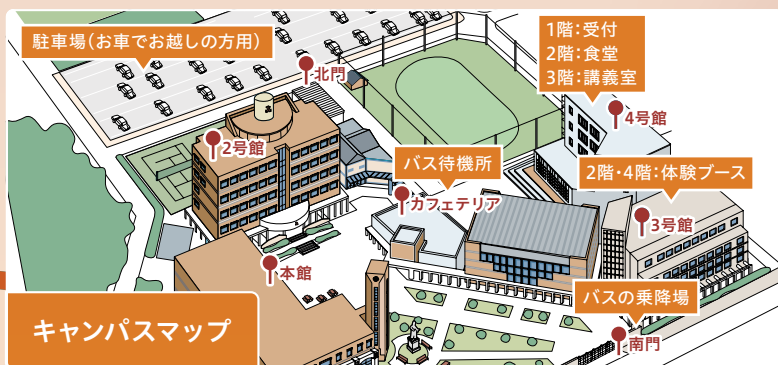 駐車場(お車でお越しの方用)
北門
1階：受付
2階：食堂
3階：講義室
4号館
2号館
バス待機所
2階・4階：体験ブース
カフェテリア
3号館
本館
バスの乗降場
キャンパスマップ
南門